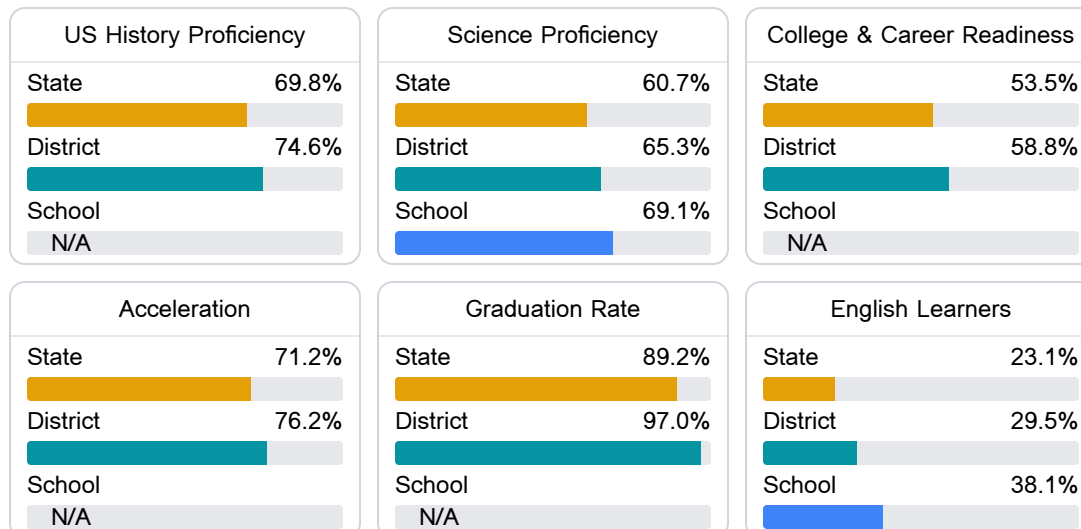 US History Proficiency
State 69.8%
District 74.6%
School
N/A
Science Proficiency
State 60.7%
District 65.3%
School 69.1%
College & Career Readiness
State 53.5%
District 58.8%
School
N/A
Acceleration
State 71.2%
District 76.2%
School
N/A
Graduation Rate
State 89.2%
District 97.0%
School
N/A
English Learners
State 23.1%
District 29.5%
School 38.1%